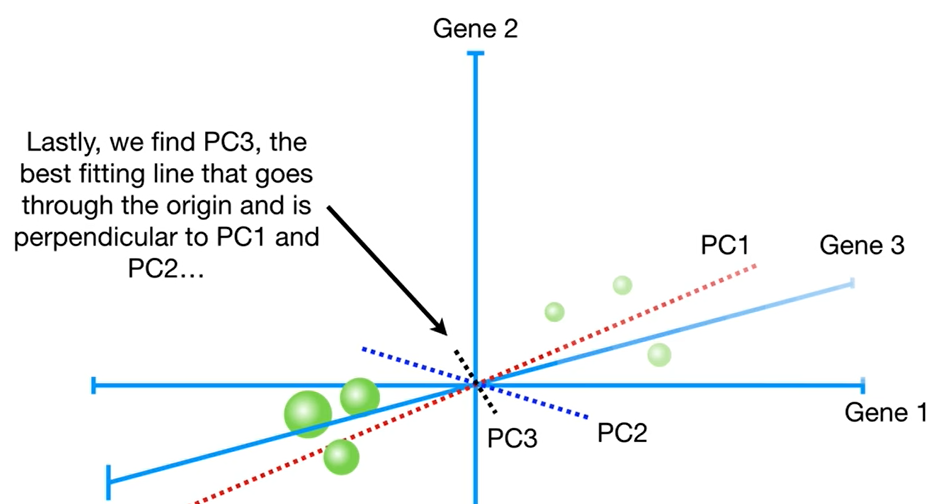 Gene 2
Lastly, we find PC3, the
best fitting line that goes
through the origin and is
perpendicular to PC1 and
PC2...
PC1
Gene 3
Gene 1
PC3
PC2